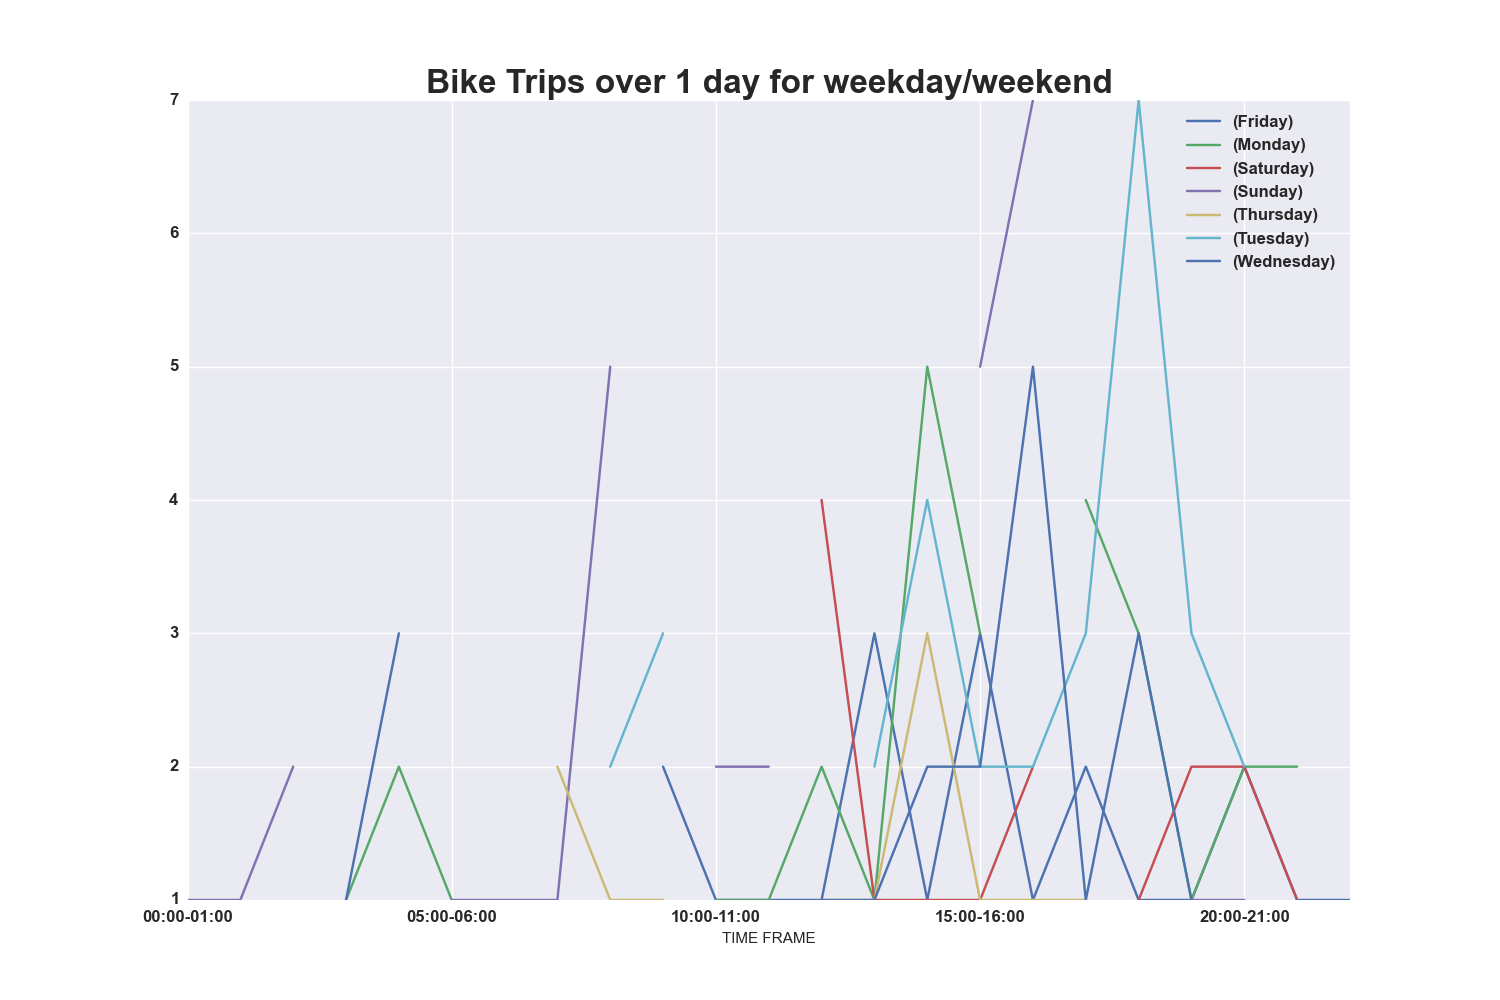 Bike Trips over 1 day for weekday/weekend
7
6
5
4
3
2
1
(Friday)
(Monday)
(Saturday)
(Sunday)
(Thursday)
(Tuesday)
(Wednesday)
00:00-01:00 05:00-06:00 10:00-11:00 15:00-16:00 20:00-21:00
TIME FRAME